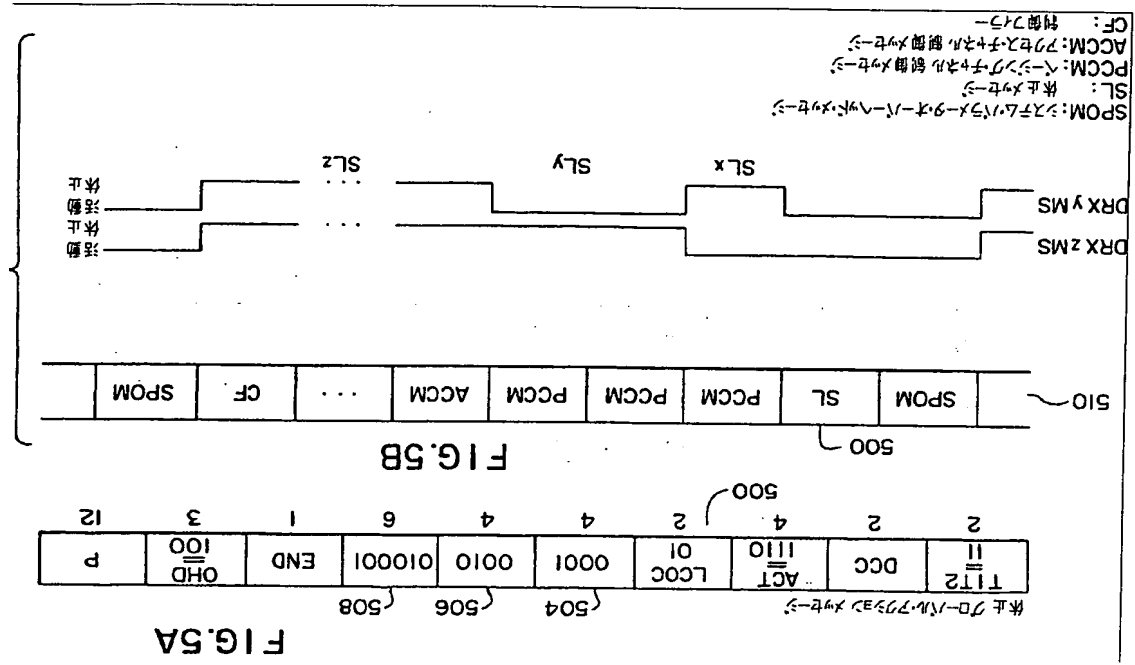 FIG.5A
休止 グローバル・アクション メッセージ
504 506 508
T1T2 = 11 DCC ACT = 1110 LCOC 01 0001 0010 010001 END OHD = 100 P
2 2 4 2 4 4 6 1 3 12
500
FIG.5B
500
510 SPOM SL PCCM PCCM PCCM ACCM ... CF SPOM
DRX z MS 活動
休止
DRX y MS 活動
休止
SLx SLy ... SLz
SPOM:システム・パラメータ・オーバーヘッド・メッセージ
SL: 休止メッセージ
PCCM:ページング・チャネル制御メッセージ
ACCM:アクセス・チャネル制御メッセージ
CF: 制御フィラー